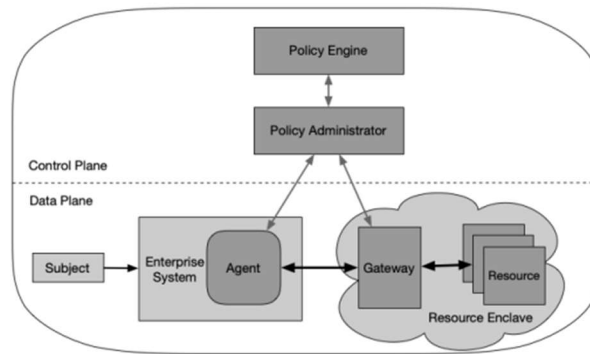 Policy Engine
Policy Administrator
Control Plane
Data Plane
Subject
Enterprise
System
Agent
Gateway
Resource
Resource Enclave